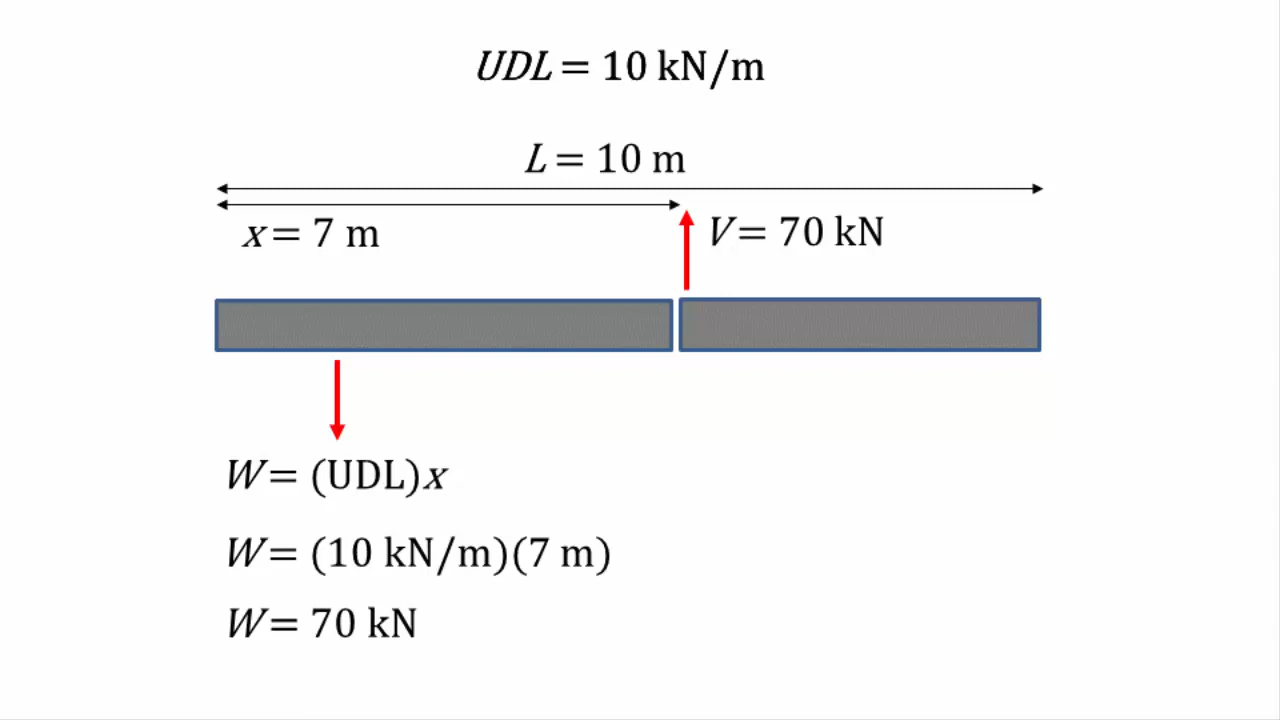 UDL = 10 kN/m
L = 10 m
x = 7 m
V = 70 kN
W = (UDL)x
W = (10 kN/m)(7 m)
W = 70 kN